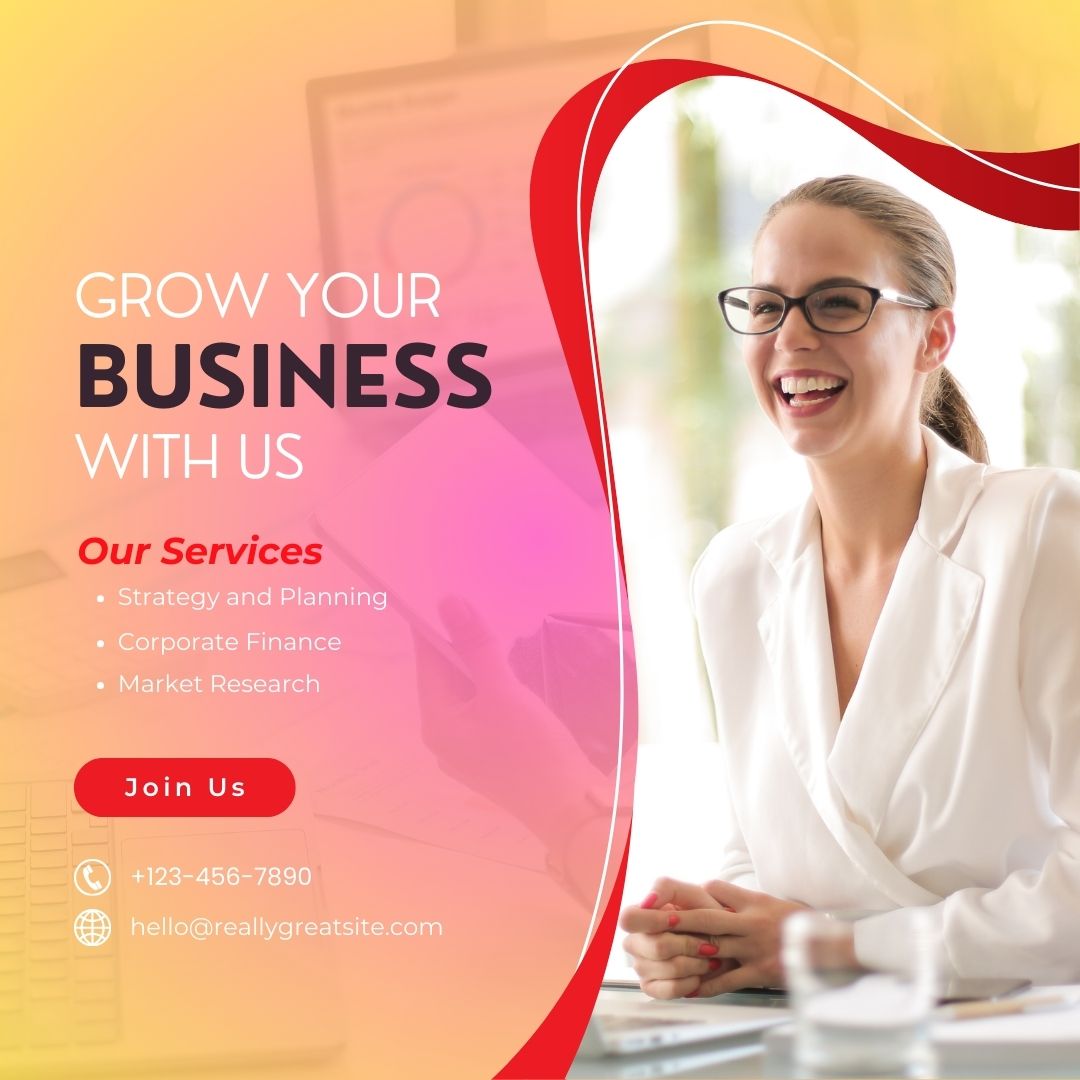 GROW YOUR
BUSINESS
WITH US
Our Services
• Strategy and Planning
• Corporate Finance
• Market Research
Join Us
+123-456-7890
hello@reallygreatsite.com